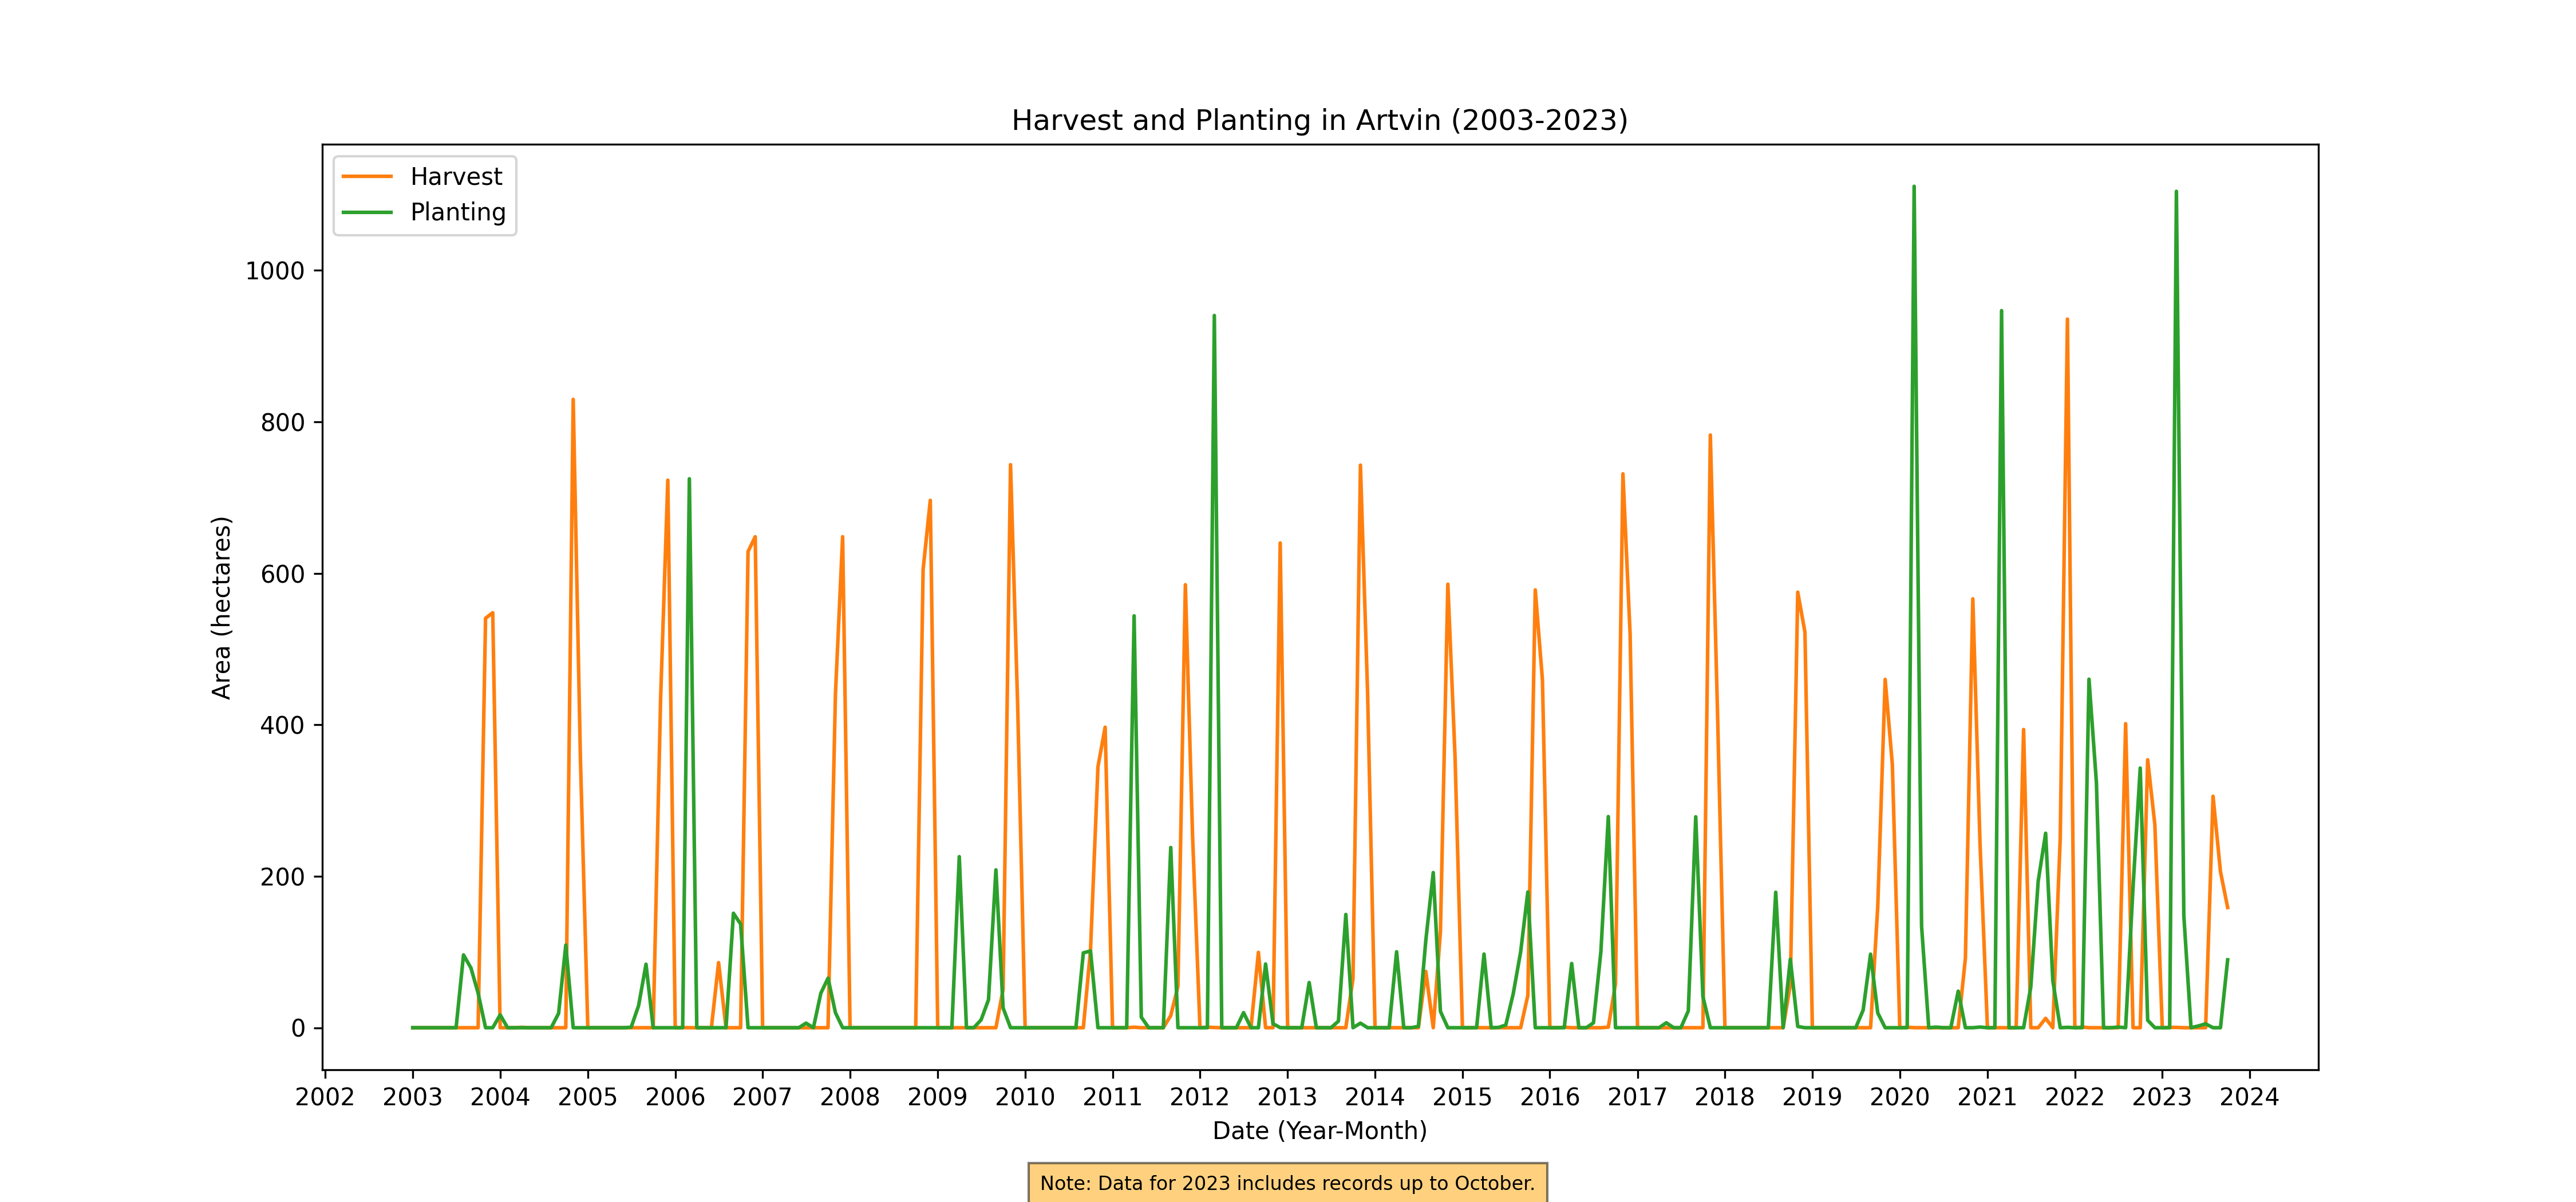 Harvest and Planting in Artvin (2003-2023)
Harvest
Planting
1000
800
600
400
200
0
Area (hectares)
2002 2003 2004 2005 2006 2007 2008 2009 2010 2011 2012 2013 2014 2015 2016 2017 2018 2019 2020 2021 2022 2023 2024
Date (Year-Month)
Note: Data for 2023 includes records up to October.